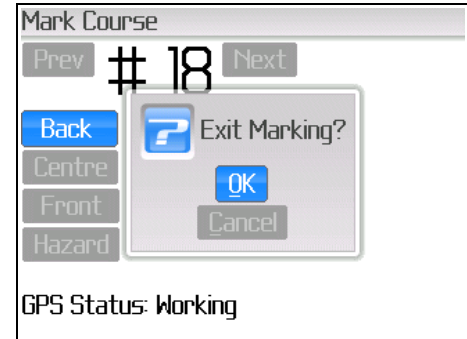 Mark Course
Prev # 18 Next
Back
Centre
Front
Hazard
Exit Marking?
OK
Cancel
GPS Status: Working